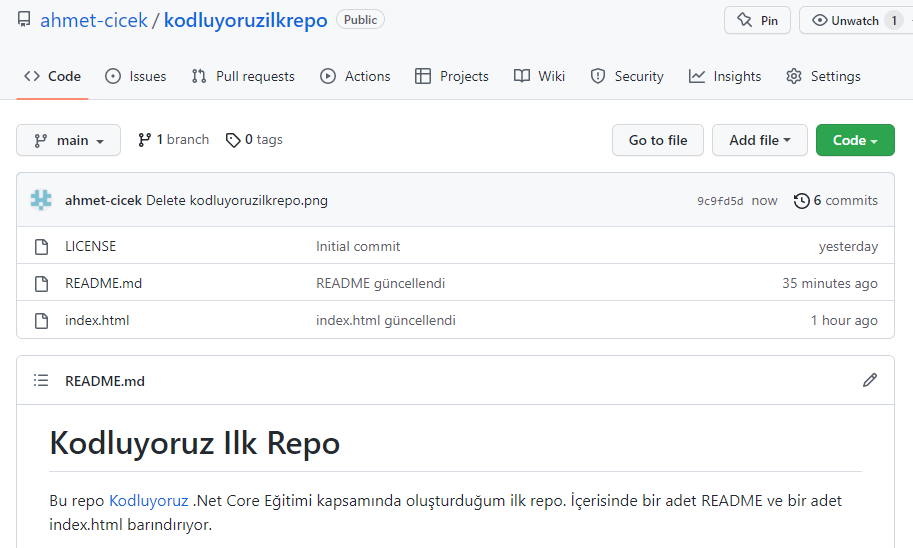 ahmet-cicek / kodluyoruzilkrepo Public Pin Unwatch 1
Code Issues Pull requests Actions Projects Wiki Security Insights Settings
main 1 branch 0 tags Go to file Add file Code
ahmet-cicek Delete kodluyoruzilkrepo.png 9c9fd5d now 6 commits
LICENSE Initial commit yesterday
README.md README güncellendi 35 minutes ago
index.html index.html güncellendi 1 hour ago
README.md
Kodluyoruz Ilk Repo
Bu repo Kodluyoruz .Net Core Eğitimi kapsamında oluşturduğum ilk repo. İçerisinde bir adet README ve bir adet
index.html barındırıyor.